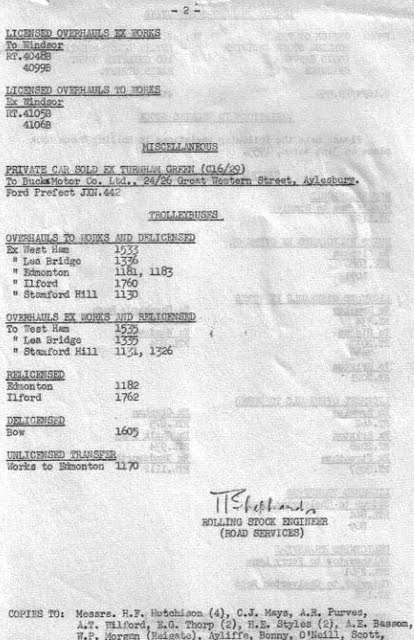 - 2 -
LICENSED OVERHAULS EX WORKS
To Windsor
RT.4048B
4099B
LICENSED OVERHAULS TO WORKS
Ex Windsor
RT.4105B
4106B
MISCELLANEOUS
PRIVATE CAR SOLD EX TURNHAM GREEN (C16/29)
To Bucks Motor Co. Ltd., 24/26 Great Western Street, Aylesbury.
Ford Prefect JXN.442
TROLLEYBUSES
OVERHAULS TO WORKS AND DELICENSED
Ex West Ham 1533
" Lea Bridge 1336
" Edmonton 1181, 1183
" Ilford 1760
" Stamford Hill 1130
OVERHAULS EX WORKS AND RELICENSED
To West Ham 1535
" Lea Bridge 1335
" Stamford Hill 1131, 1326
RELICENSED
Edmonton 1182
Ilford 1762
DELICENSED
Bow 1605
UNLICENSED TRANSFER
Works to Edmonton 1170
ROLLING STOCK ENGINEER
(ROAD SERVICES)
COPIES TO: Messrs. H.F. Hutchison (4), C.J. Mays, A.R. Purves,
A.T. Wilford, E.G. Thorp (2), H.E. Styles (2), A.E. Basson,
W.P. Morgan (Reigate), Ayliffe, Bonny, O'Neill, Scott,